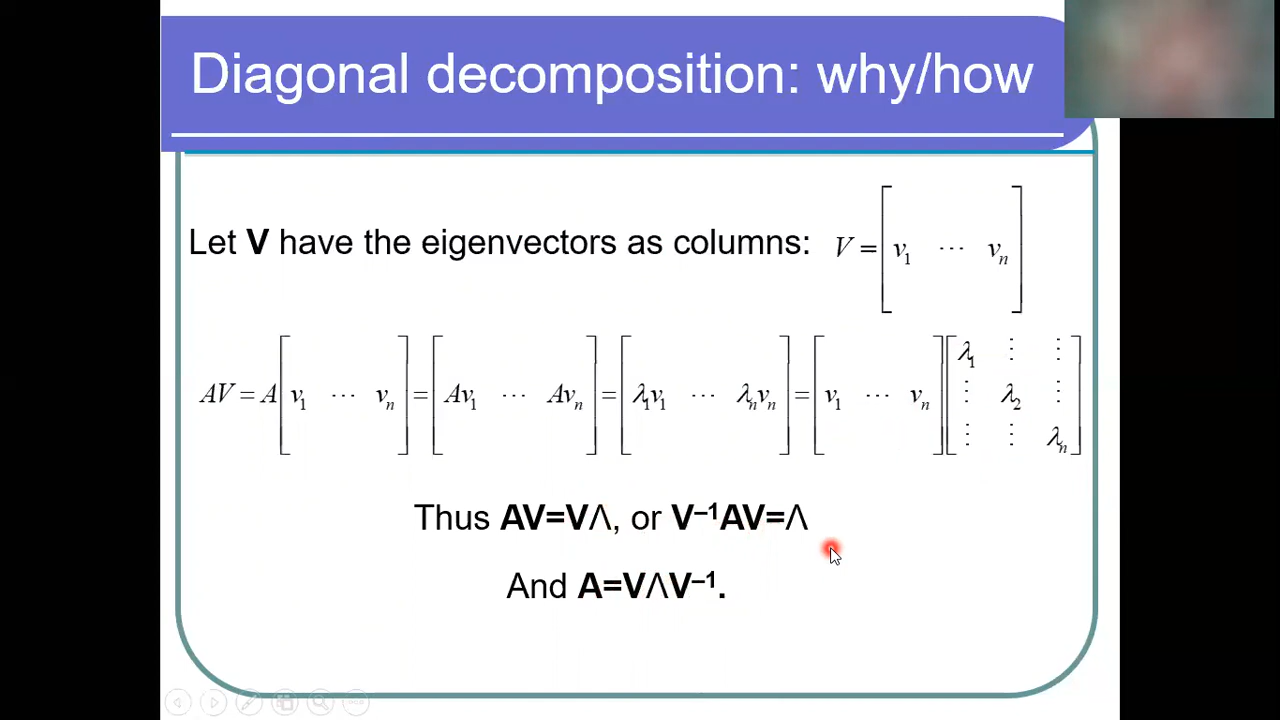 Diagonal decomposition: why/how
Let V have the eigenvectors as columns: V = [ v₁ ⋯ vₙ ]
AV = A [ v₁ ⋯ vₙ ] = [ Av₁ ⋯ Avₙ ] = [ λ₁v₁ ⋯ λₙvₙ ] = [ v₁ ⋯ vₙ ] [ λ₁ ⋮ ⋮
⋮ λ₂ ⋮
⋮ ⋮ λₙ ]
Thus AV=VΛ, or V⁻¹AV=Λ
And A=VΛV⁻¹.